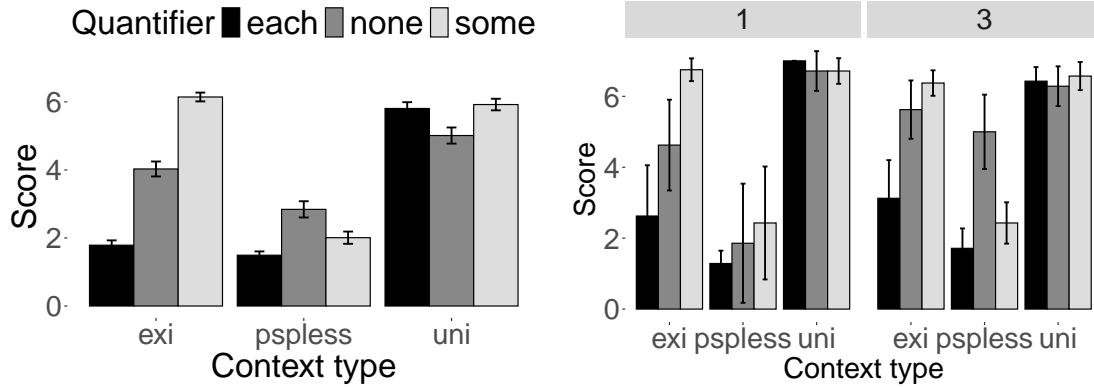 Quantifier each none some
Score
6
4
2
0
exi pspless uni
Context type
1 3
Score
6
4
2
0
exi pspless uni exi pspless uni
Context type